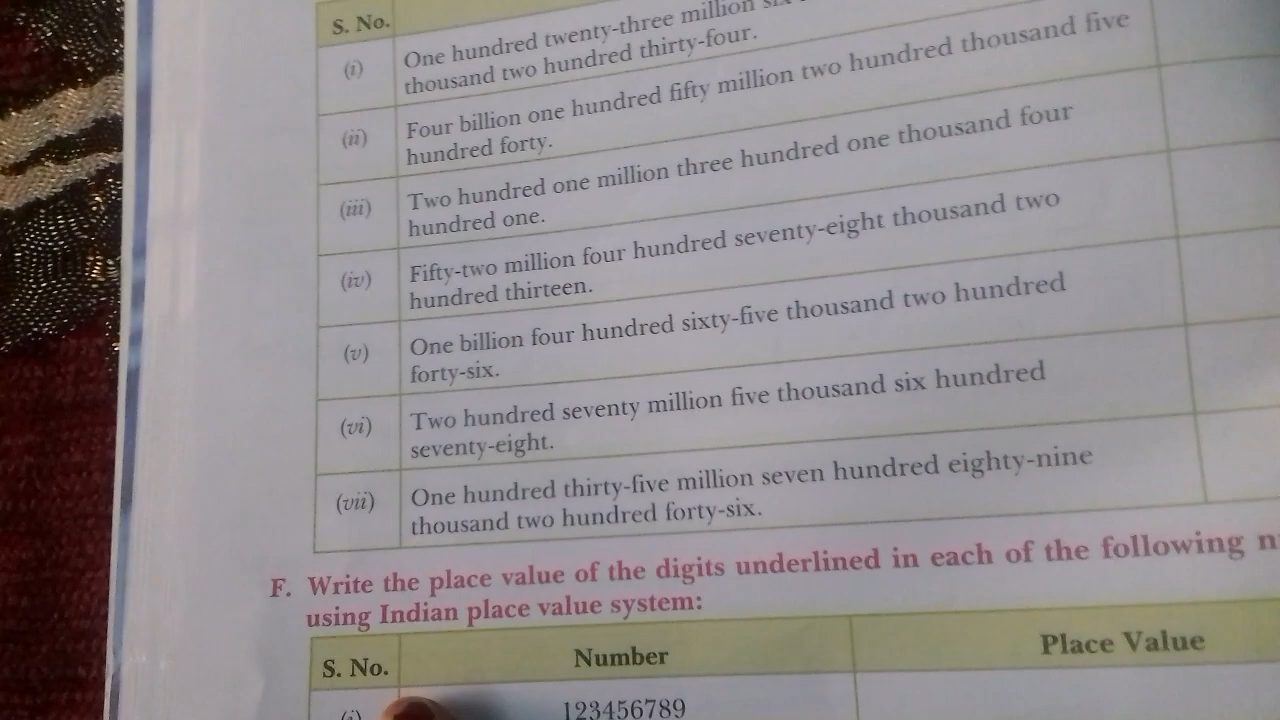 S. No.
(i) One hundred twenty-three million
thousand two hundred thirty-four.
(ii) Four billion one hundred fifty million two hundred thousand five
hundred forty.
(iii) Two hundred one million three hundred one thousand four
hundred one.
(iv) Fifty-two million four hundred seventy-eight thousand two
hundred thirteen.
(v) One billion four hundred sixty-five thousand two hundred
forty-six.
(vi) Two hundred seventy million five thousand six hundred
seventy-eight.
(vii) One hundred thirty-five million seven hundred eighty-nine
thousand two hundred forty-six.
F. Write the place value of the digits underlined in each of the following
using Indian place value system:
S. No. Number Place Value
(i) 123456789